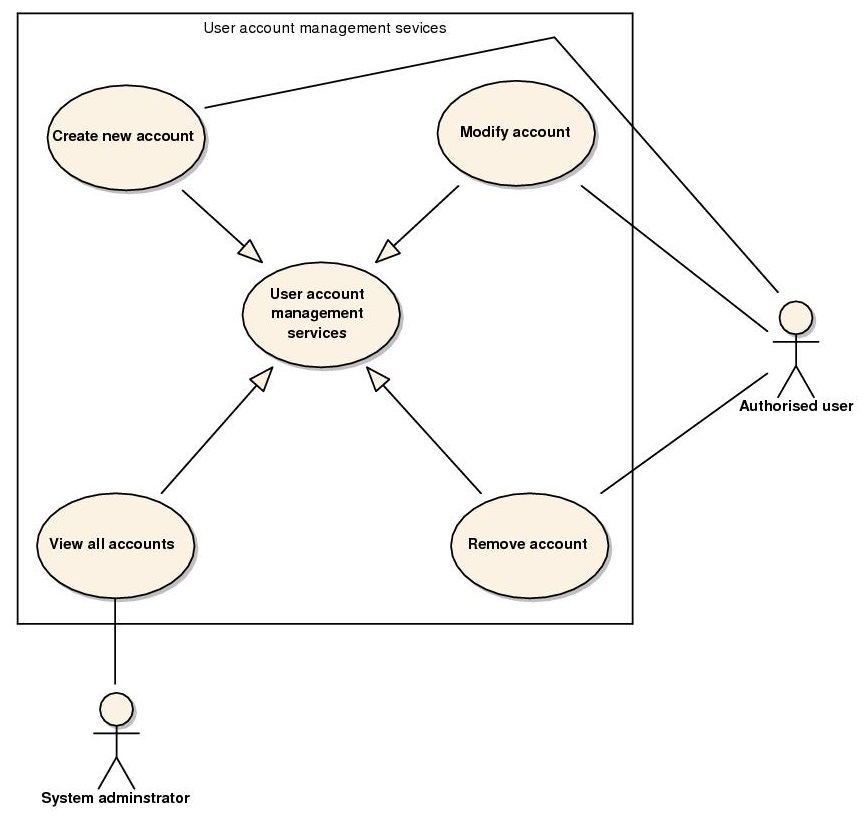 User account management sevices
Create new account
Modify account
User account
management
services
Authorised user
View all accounts
Remove account
System adminstrator